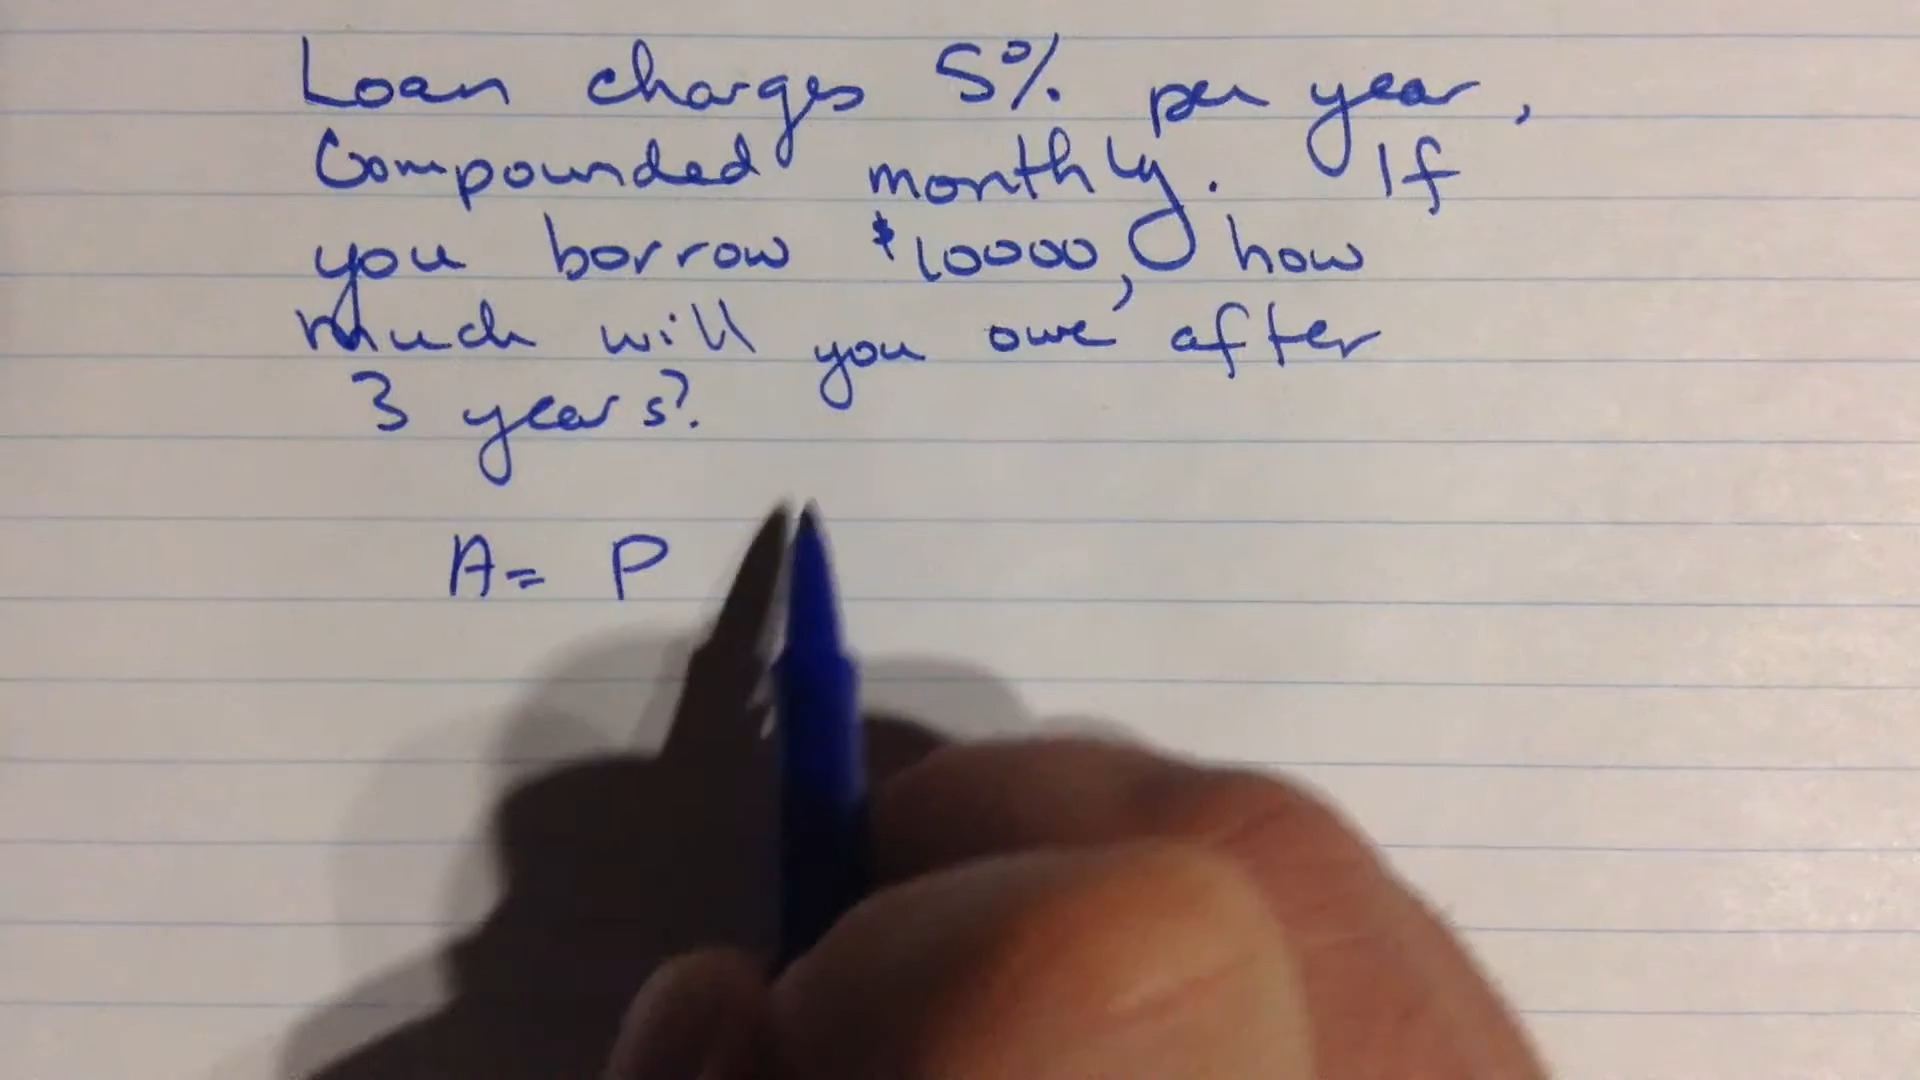 Loan charges 5% per year,
Compounded monthly. If
you borrow $10000, how
much will you owe after
3 years?
A= P